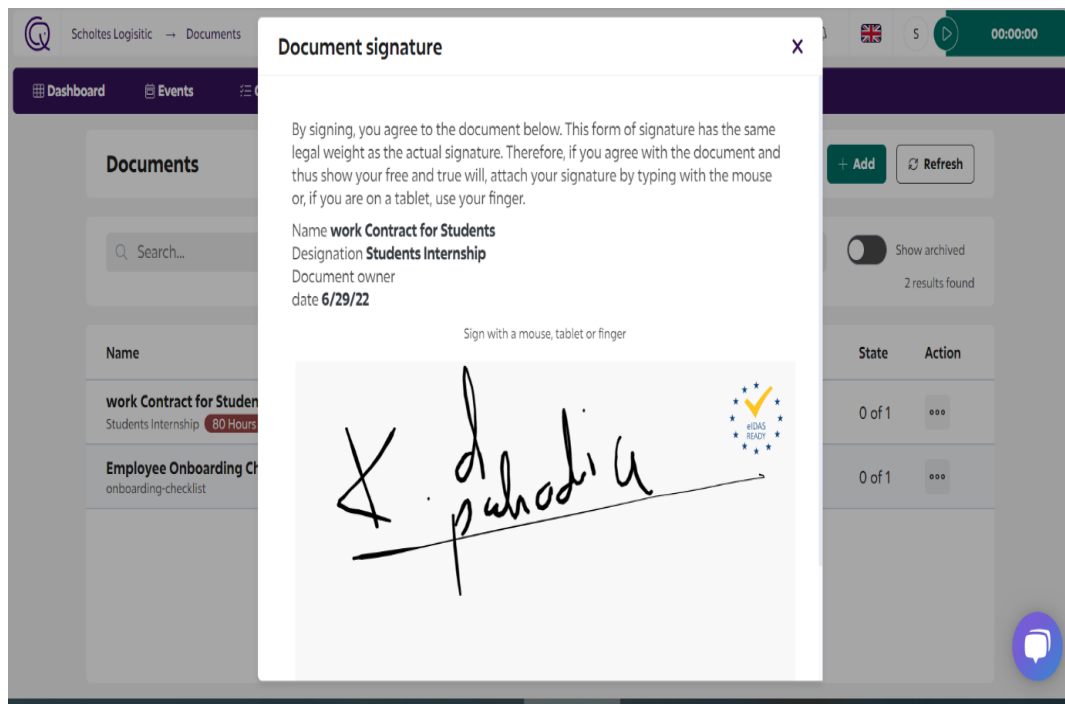 Scholtes Logisitic → Documents
S
00:00:00
Dashboard Events
Documents
+ Add Refresh
Search...
Show archived
2 results found
Name State Action
work Contract for Studen
Students Internship 80 Hours
0 of 1
Employee Onboarding Ch
onboarding-checklist
0 of 1
Document signature X
By signing, you agree to the document below. This form of signature has the same
legal weight as the actual signature. Therefore, if you agree with the document and
thus show your free and true will, attach your signature by typing with the mouse
or, if you are on a tablet, use your finger.
Name work Contract for Students
Designation Students Internship
Document owner
date 6/29/22
Sign with a mouse, tablet or finger
eIDAS
READY